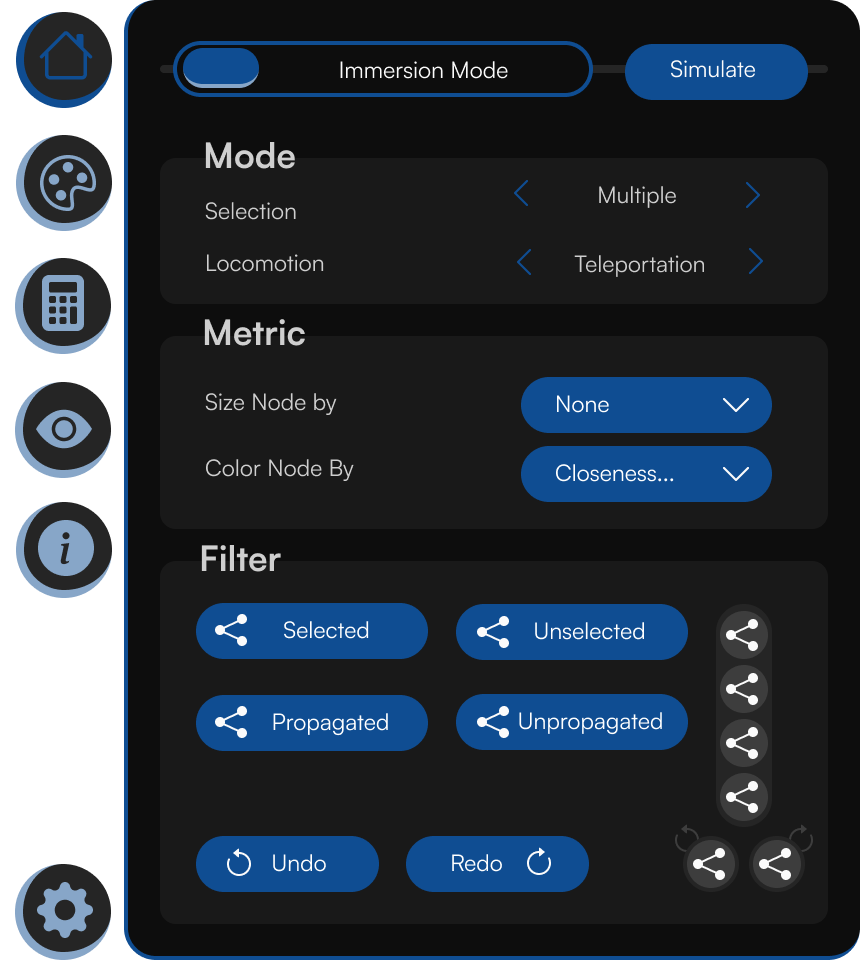 Immersion Mode
Simulate
Mode
Selection
Multiple
Locomotion
Teleportation
Metric
Size Node by
None
Color Node By
Closeness...
Filter
Selected
Unselected
Propagated
Unpropagated
Undo
Redo
i